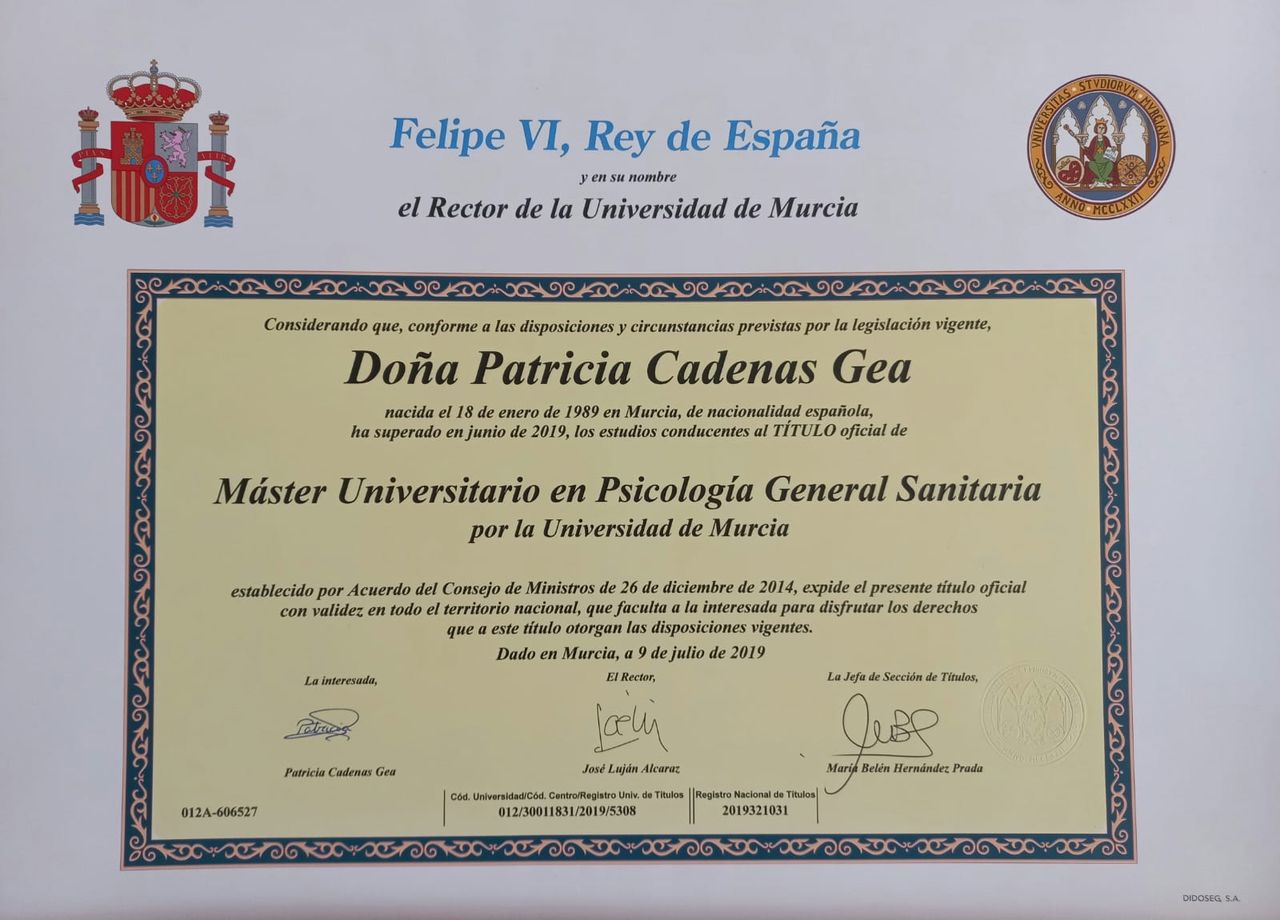 Felipe VI, Rey de España
y en su nombre
el Rector de la Universidad de Murcia
PLVS VLTRA
VNIVERSITAS · STVDIORVM · MVRCIANA
ANNO · MCCLXXII
Considerando que, conforme a las disposiciones y circunstancias previstas por la legislación vigente,
Doña Patricia Cadenas Gea
nacida el 18 de enero de 1989 en Murcia, de nacionalidad española,
ha superado en junio de 2019, los estudios conducentes al TÍTULO oficial de
Máster Universitario en Psicología General Sanitaria
por la Universidad de Murcia
establecido por Acuerdo del Consejo de Ministros de 26 de diciembre de 2014, expide el presente título oficial
con validez en todo el territorio nacional, que faculta a la interesada para disfrutar los derechos
que a este título otorgan las disposiciones vigentes.
Dado en Murcia, a 9 de julio de 2019
La interesada,
El Rector,
La Jefa de Sección de Títulos,
Patricia
Patricia Cadenas Gea
José Luján Alcaraz
María Belén Hernández Prada
012A-606527
Cód. Universidad/Cód. Centro/Registro Univ. de Títulos
012/30011831/2019/5308
Registro Nacional de Títulos
2019321031
DIDOSEG, S.A.